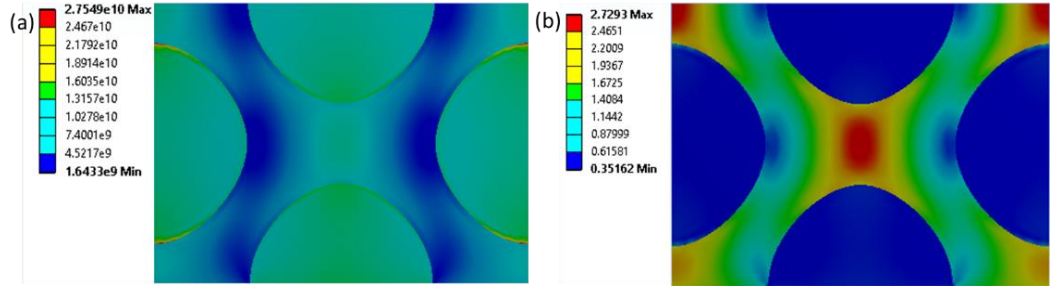 (a)
2.7549e10 Max
2.467e10
2.1792e10
1.8914e10
1.6035e10
1.3157e10
1.0278e10
7.4001e9
4.5217e9
1.6433e9 Min
(b)
2.7293 Max
2.4651
2.2009
1.9367
1.6725
1.4084
1.1442
0.87999
0.61581
0.35162 Min